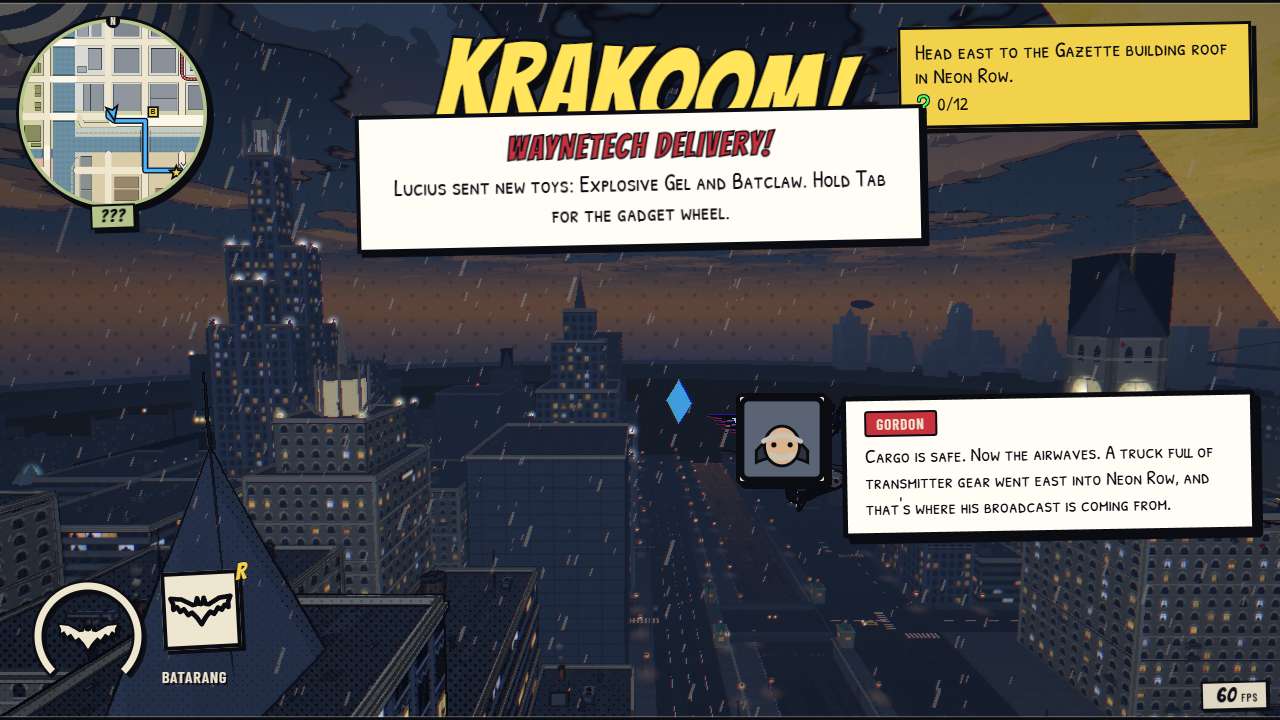 N
B
???
KRAKOOM!
WAYNETECH DELIVERY!
LUCIUS SENT NEW TOYS: EXPLOSIVE GEL AND BATCLAW. HOLD TAB
FOR THE GADGET WHEEL.
HEAD EAST TO THE GAZETTE BUILDING ROOF
IN NEON ROW.
0/12
GORDON
CARGO IS SAFE. NOW THE AIRWAVES. A TRUCK FULL OF
TRANSMITTER GEAR WENT EAST INTO NEON ROW, AND
THAT'S WHERE HIS BROADCAST IS COMING FROM.
R
BATARANG
60 FPS